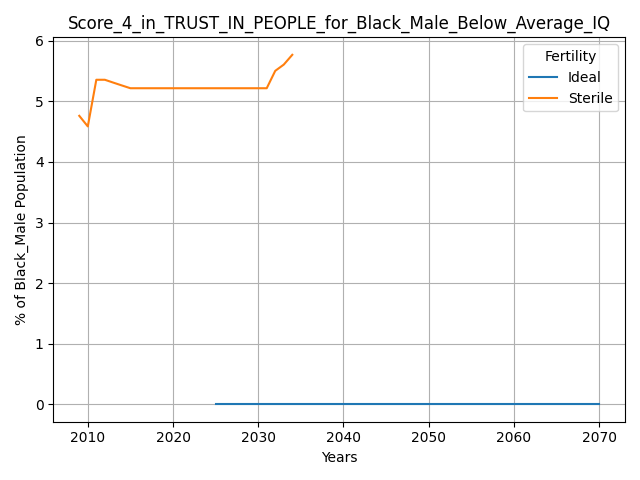 Score_4_in_TRUST_IN_PEOPLE_for_Black_Male_Below_Average_IQ
Fertility
Ideal
Sterile
% of Black_Male Population
6
5
4
3
2
1
0
2010 2020 2030 2040 2050 2060 2070
Years